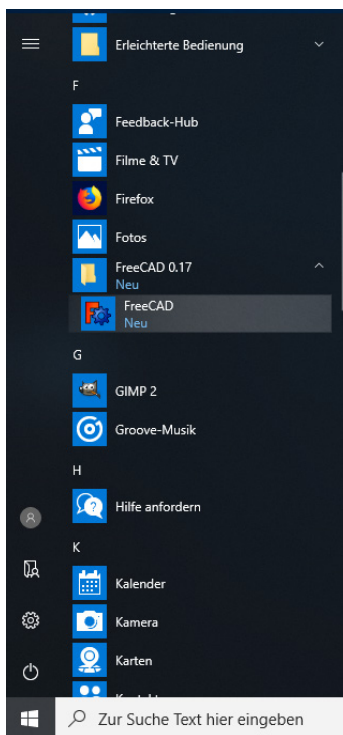 Erleichterte Bedienung
F
Feedback-Hub
Filme & TV
Firefox
Fotos
FreeCAD 0.17
Neu
FreeCAD
Neu
G
GIMP 2
Groove-Musik
H
Hilfe anfordern
K
Kalender
Kamera
Karten
Zur Suche Text hier eingeben